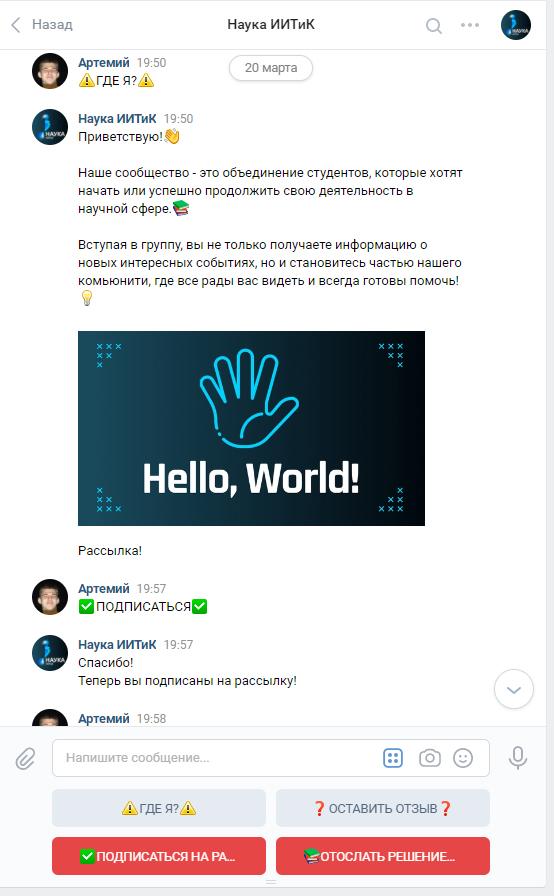 Назад
Наука ИИТиК
Артемий 19:50
20 марта
⚠️ГДЕ Я?⚠️
Наука ИИТиК 19:50
Приветствую!👋
Наше сообщество - это объединение студентов, которые хотят
начать или успешно продолжить свою деятельность в
научной сфере.📚
Вступая в группу, вы не только получаете информацию о
новых интересных событиях, но и становитесь частью нашего
комьюнити, где все рады вас видеть и всегда готовы помочь!
💡
Hello, World!
Рассылка!
Артемий 19:57
✅ПОДПИСАТЬСЯ✅
Наука ИИТиК 19:57
Спасибо!
Теперь вы подписаны на рассылку!
Артемий 19:58
Напишите сообщение...
⚠️ГДЕ Я?⚠️
❓ОСТАВИТЬ ОТЗЫВ❓
✅ПОДПИСАТЬСЯ НА РА...
📚ОТОСЛАТЬ РЕШЕНИЕ...